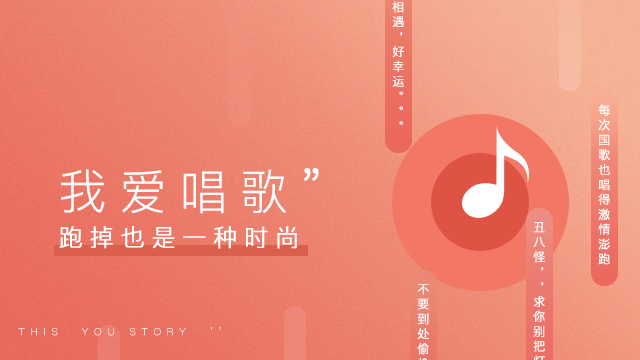 我爱唱歌”
跑掉也是一种时尚
THIS YOU STORY ''
相遇，好幸运。。。
每次国歌也唱得激情澎跑
丑八怪，，求你别把
不要到处偷